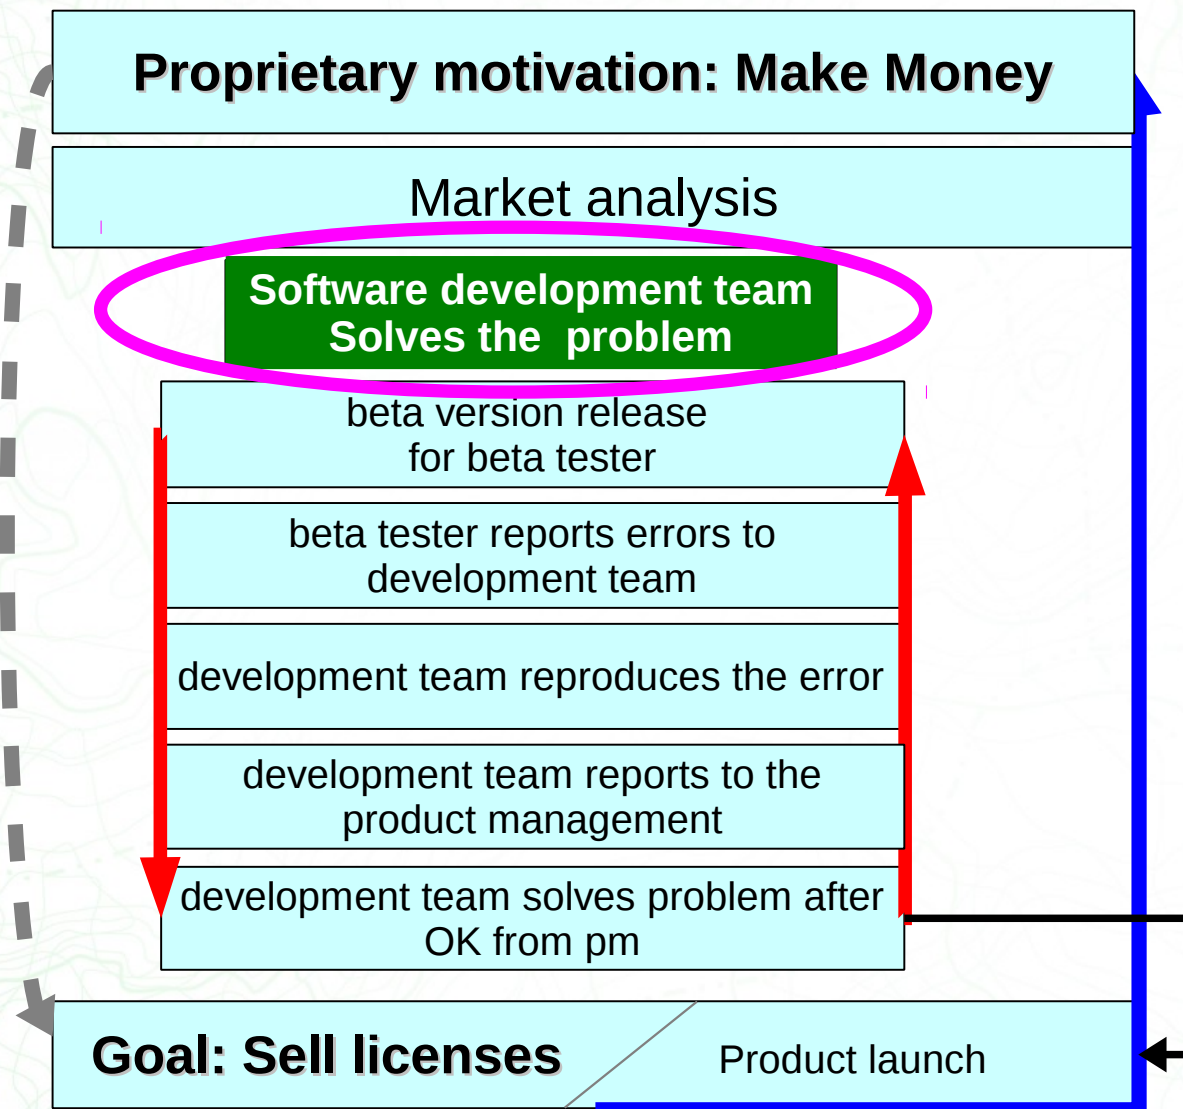 Proprietary motivation: Make Money
Market analysis
Software development team
Solves the  problem
beta version release
for beta tester
beta tester reports errors to
development team
development team reproduces the error
development team reports to the
product management
development team solves problem after
OK from pm
Goal: Sell licenses
Product launch